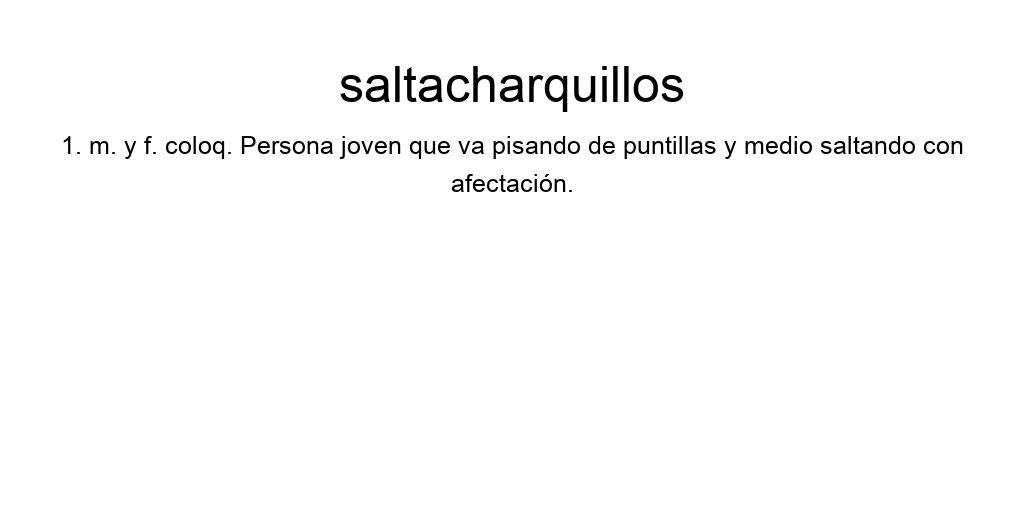 saltacharquillos
1. m. y f. coloq. Persona joven que va pisando de puntillas y medio saltando con
afectación.